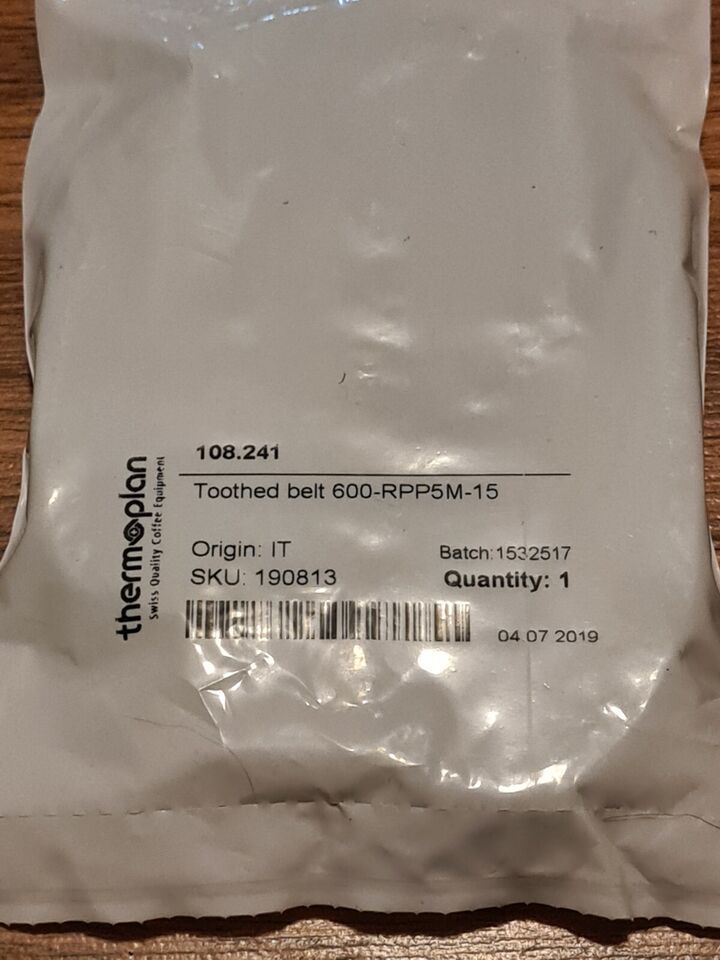 108.241
Toothed belt 600-RPP5M-15
Origin: IT
Batch: 1532517
SKU: 190813
Quantity: 1
04.07.2019
thermoplan
Swiss Quality Coffee Equipment